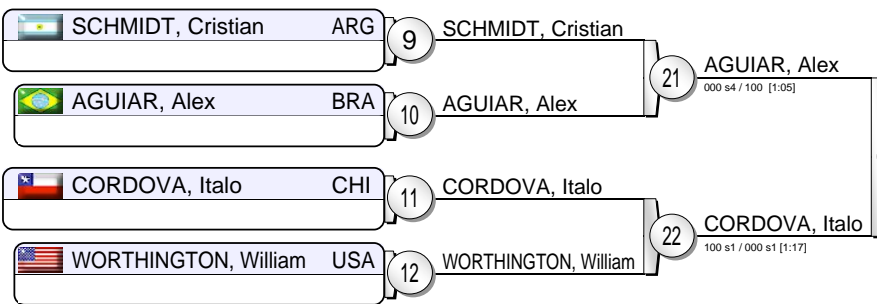 SCHMIDT, Cristian ARG
9
SCHMIDT, Cristian
21
AGUIAR, Alex
000 s4 / 100 [1:05]
AGUIAR, Alex BRA
10
AGUIAR, Alex
CORDOVA, Italo CHI
11
CORDOVA, Italo
22
CORDOVA, Italo
100 s1 / 000 s1 [1:17]
WORTHINGTON, William USA
12
WORTHINGTON, William